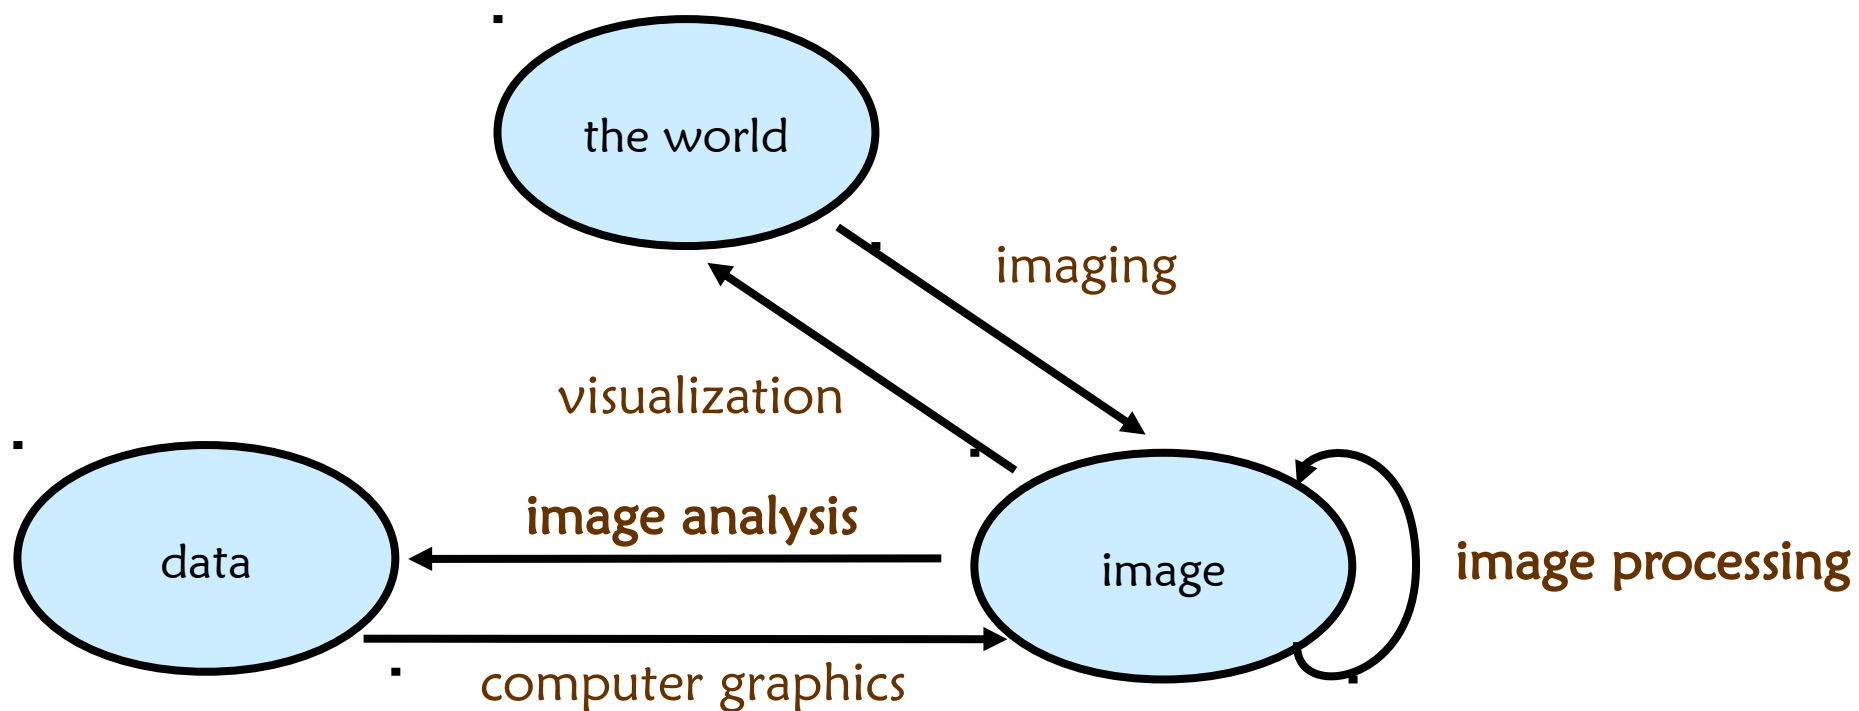 the world
imaging
visualization
image analysis
data
image
image processing
computer graphics